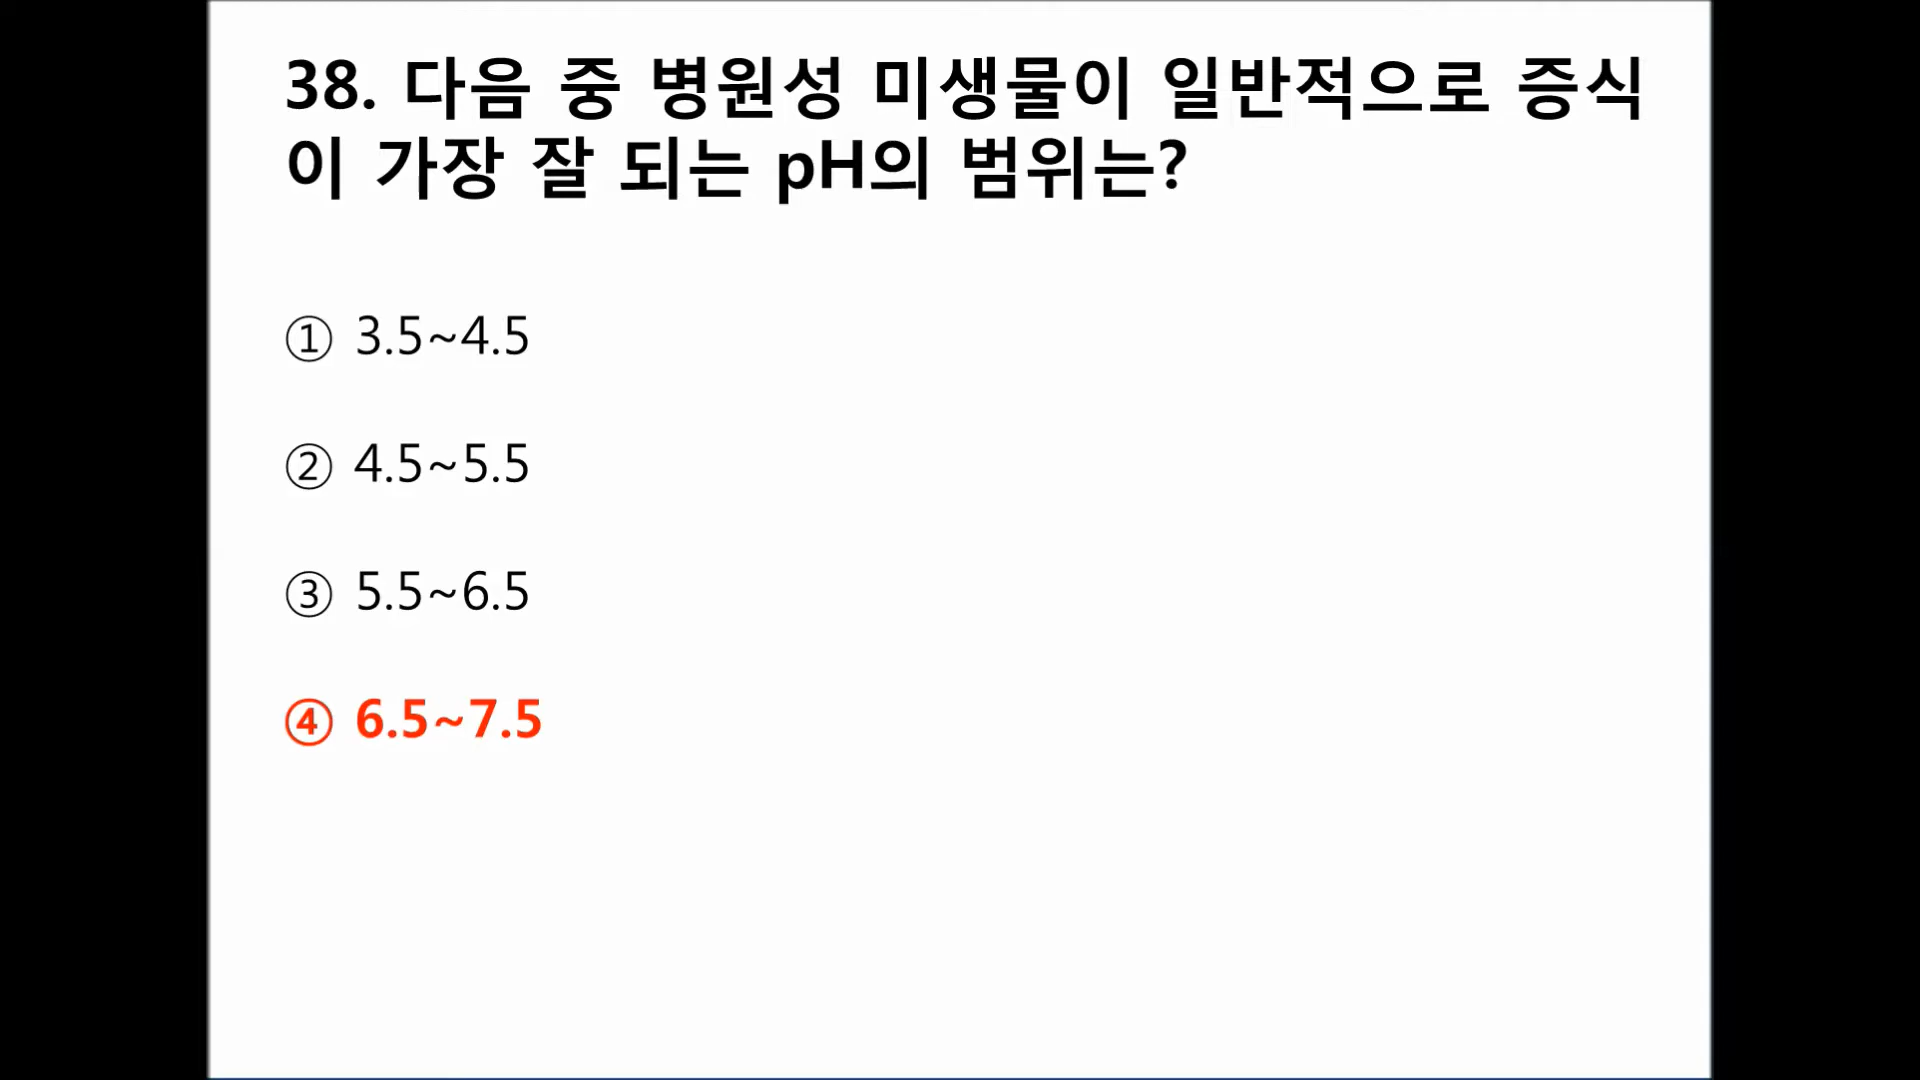 38. 다음 중 병원성 미생물이 일반적으로 증식
이 가장 잘 되는 pH의 범위는?
① 3.5~4.5
② 4.5~5.5
③ 5.5~6.5
④ 6.5~7.5